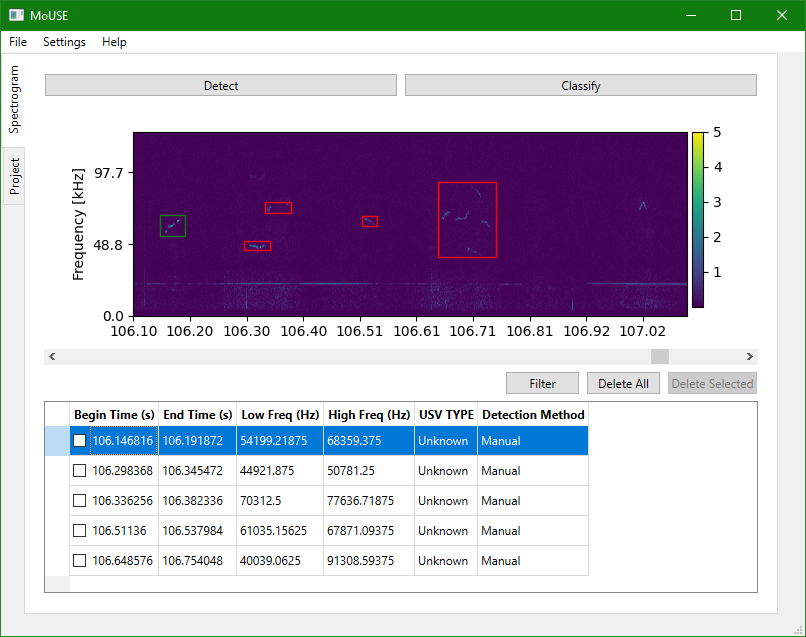 MoUSE
File Settings Help
Spectrogram
Project
Detect Classify
Frequency [kHz]
97.7
48.8
0.0
106.10 106.20 106.30 106.40 106.51 106.61 106.71 106.81 106.92 107.02
5
4
3
2
1
Filter Delete All Delete Selected
Begin Time (s) End Time (s) Low Freq (Hz) High Freq (Hz) USV TYPE Detection Method
106.146816 106.191872 54199.21875 68359.375 Unknown Manual
106.298368 106.345472 44921.875 50781.25 Unknown Manual
106.336256 106.382336 70312.5 77636.71875 Unknown Manual
106.51136 106.537984 61035.15625 67871.09375 Unknown Manual
106.648576 106.754048 40039.0625 91308.59375 Unknown Manual